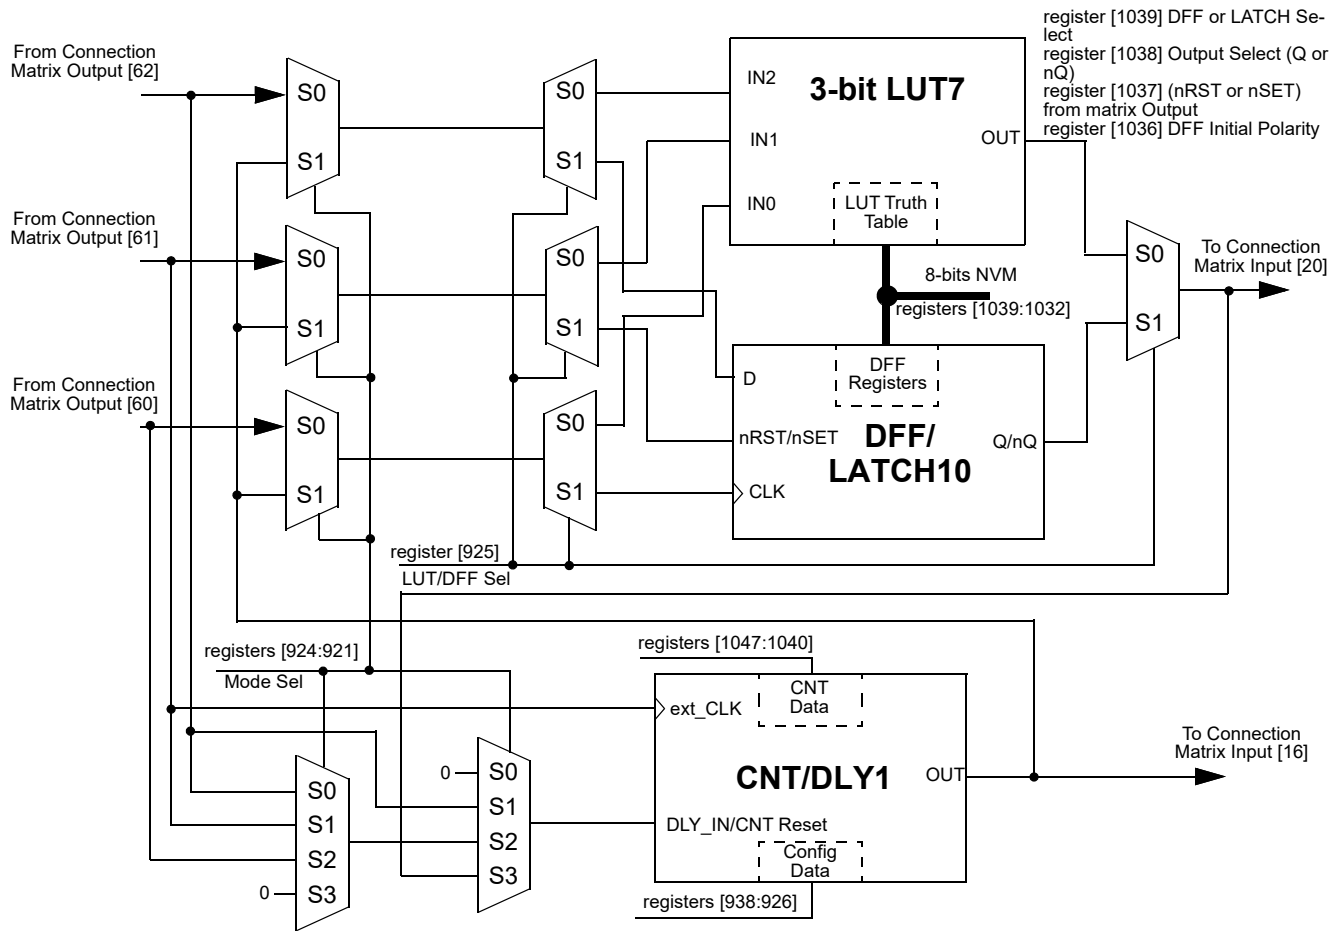 register [1039] DFF or LATCH Se-
lect
register [1038] Output Select (Q or
nQ)
register [1037] (nRST or nSET)
from matrix Output
register [1036] DFF Initial Polarity
From Connection
Matrix Output [62]
S0
S1
S0
S1
IN2
IN1
IN0
3-bit LUT7
OUT
LUT Truth
Table
From Connection
Matrix Output [61]
S0
S1
S0
S1
8-bits NVM
registers [1039:1032]
S0
S1
To Connection
Matrix Input [20]
From Connection
Matrix Output [60]
S0
S1
S0
S1
D
nRST/nSET
CLK
DFF
Registers
DFF/
LATCH10
Q/nQ
register [925]
LUT/DFF Sel
registers [924:921]
Mode Sel
registers [1047:1040]
CNT
Data
ext_CLK
CNT/DLY1
OUT
DLY_IN/CNT Reset
Config
Data
registers [938:926]
To Connection
Matrix Input [16]
0
S0
S1
S2
S3
S0
S1
S2
S3
0